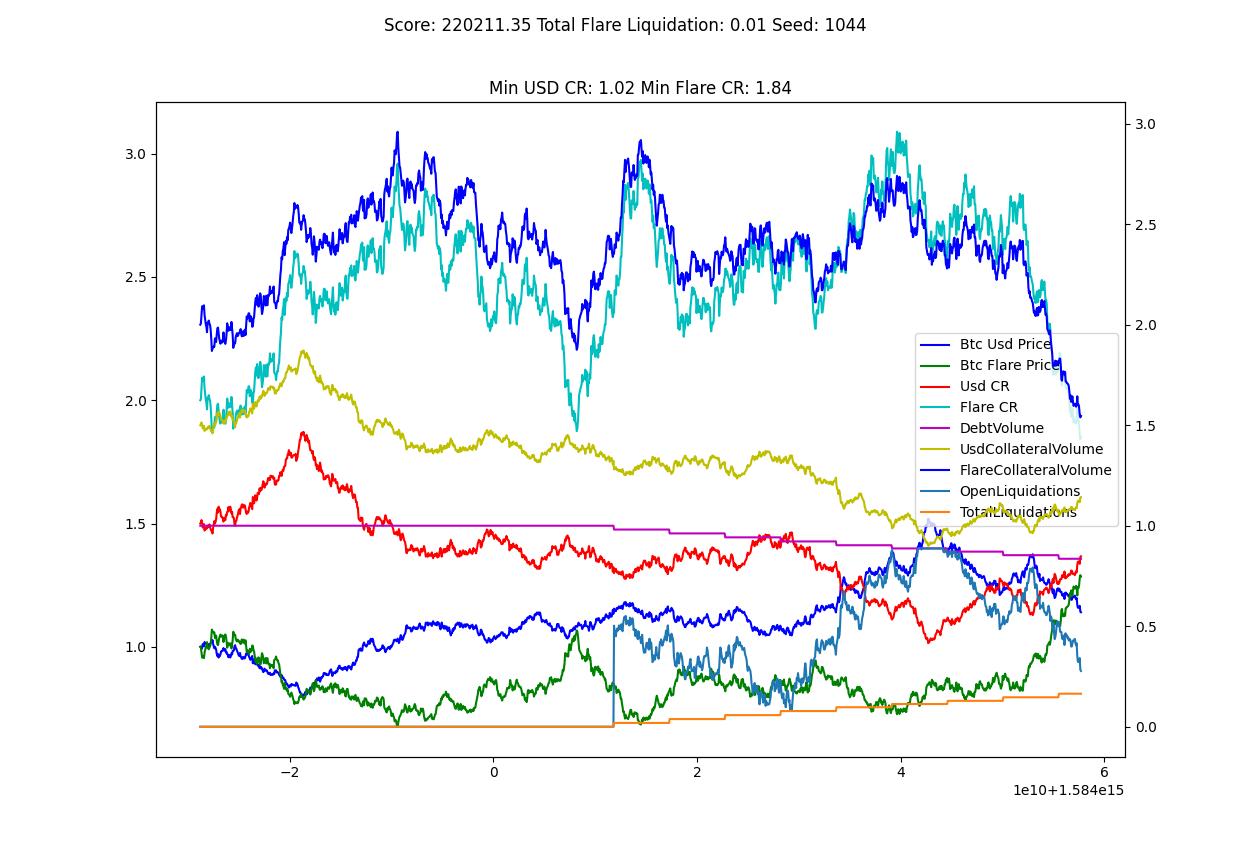 Score: 220211.35 Total Flare Liquidation: 0.01 Seed: 1044
Min USD CR: 1.02 Min Flare CR: 1.84
3.0
2.5
2.0
1.5
1.0
3.0
2.5
2.0
1.5
1.0
0.5
0.0
Btc Usd Price
Btc Flare Price
Usd CR
Flare CR
DebtVolume
UsdCollateralVolume
FlareCollateralVolume
OpenLiquidations
TotalLiquidations
−2 0 2 4 6
1e10+1.584e15